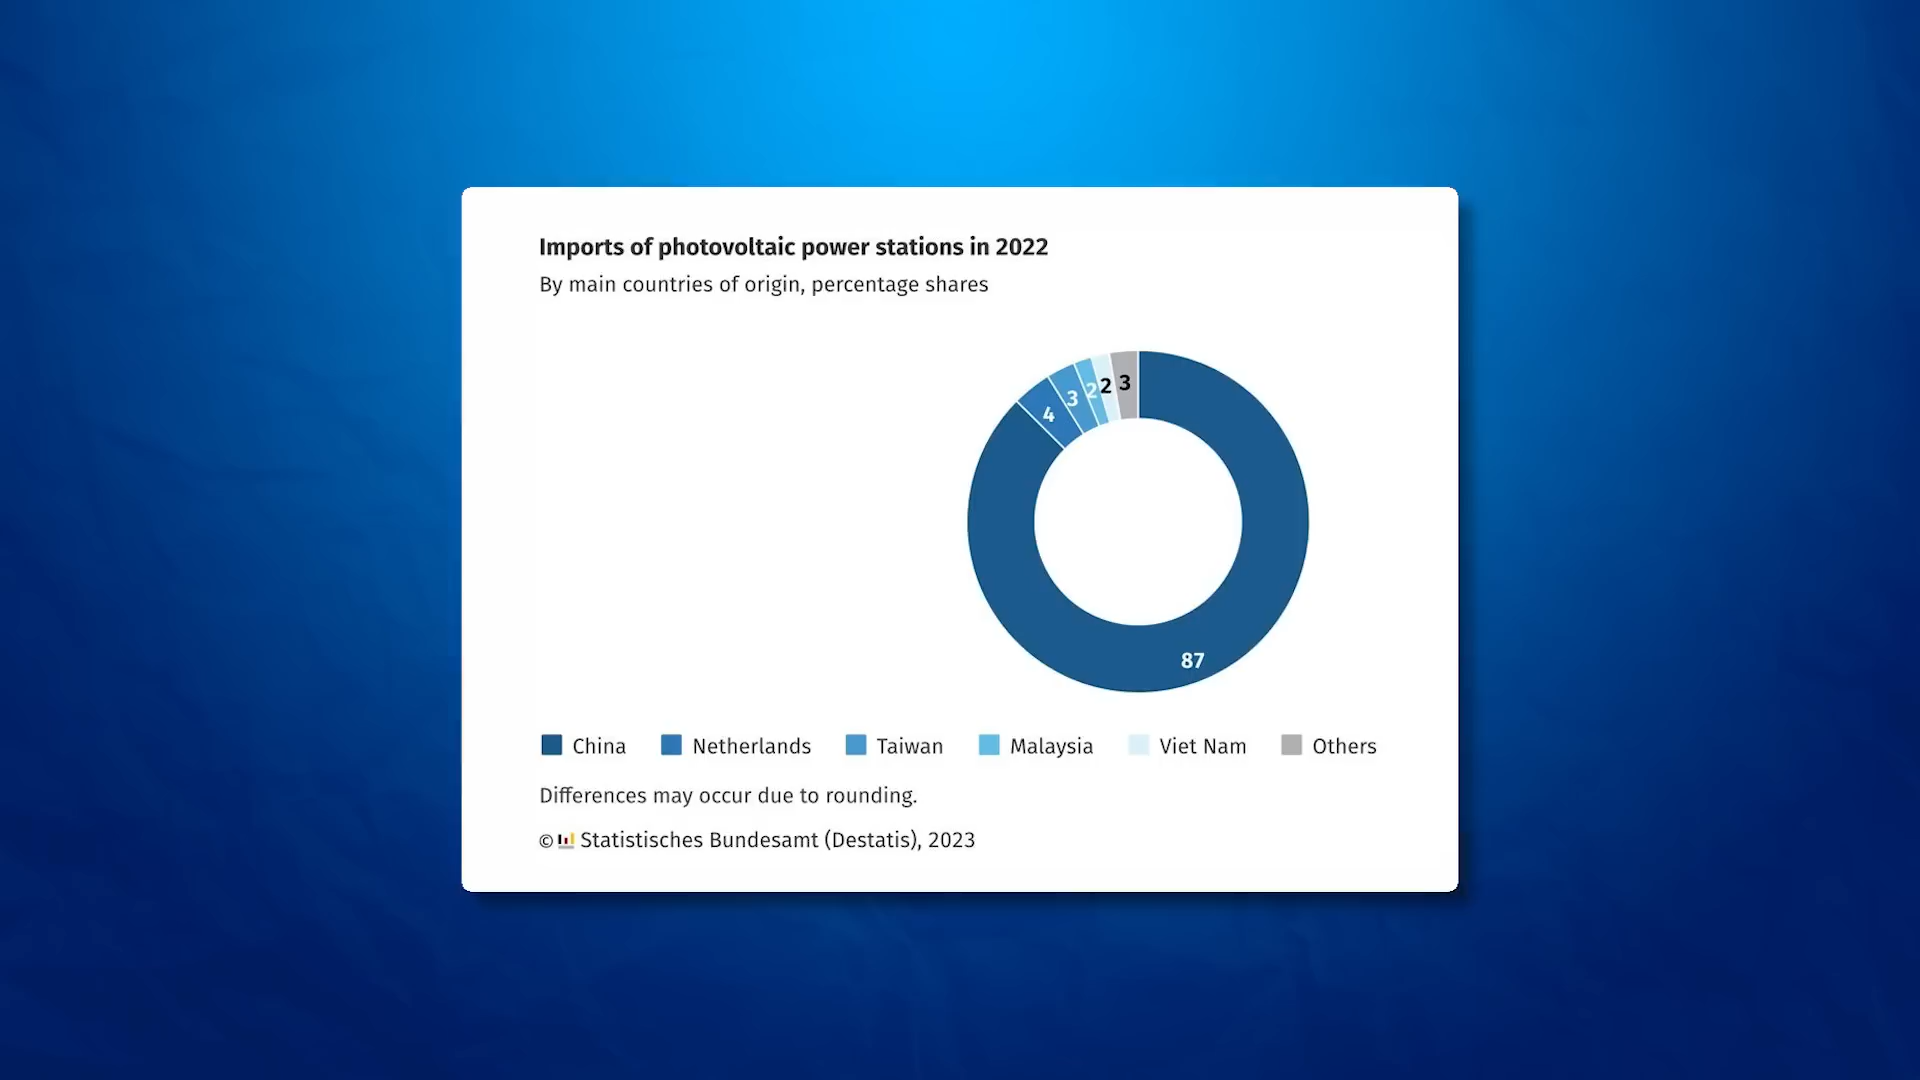 Imports of photovoltaic power stations in 2022
By main countries of origin, percentage shares
4 3 2 2 3
87
China Netherlands Taiwan Malaysia Viet Nam Others
Differences may occur due to rounding.
© Statistisches Bundesamt (Destatis), 2023